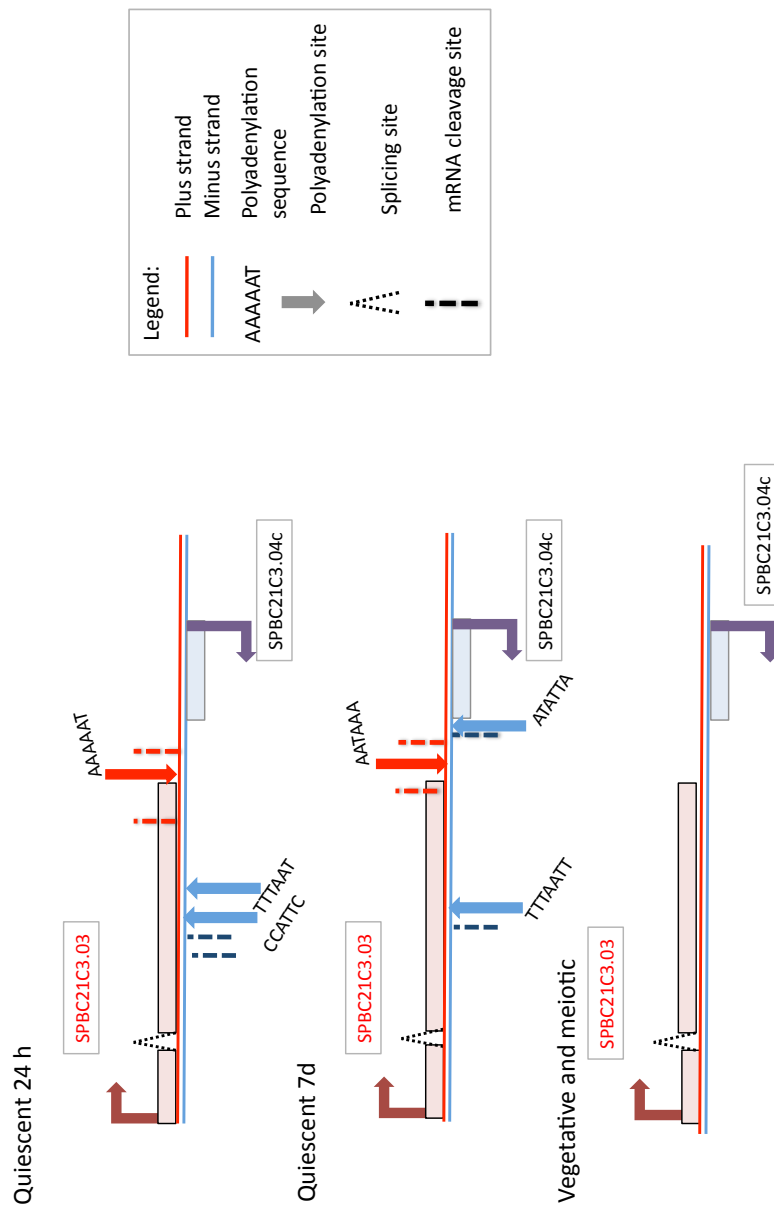 Quiescent 24 h
SPBC21C3.03
AAAAAT
TTTAAT
CCATTC
SPBC21C3.04c
Quiescent 7d
SPBC21C3.03
AATAAA
TTTAATT
ATATTA
SPBC21C3.04c
Vegetative and meiotic
SPBC21C3.03
SPBC21C3.04c
Legend:
Plus strand
Minus strand
AAAAAT Polyadenylation
sequence
Polyadenylation site
Splicing site
mRNA cleavage site